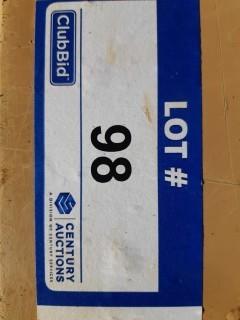 LOT #
98
ClubBid
CENTURY
AUCTIONS
A DIVISION OF CENTURY SERVICES